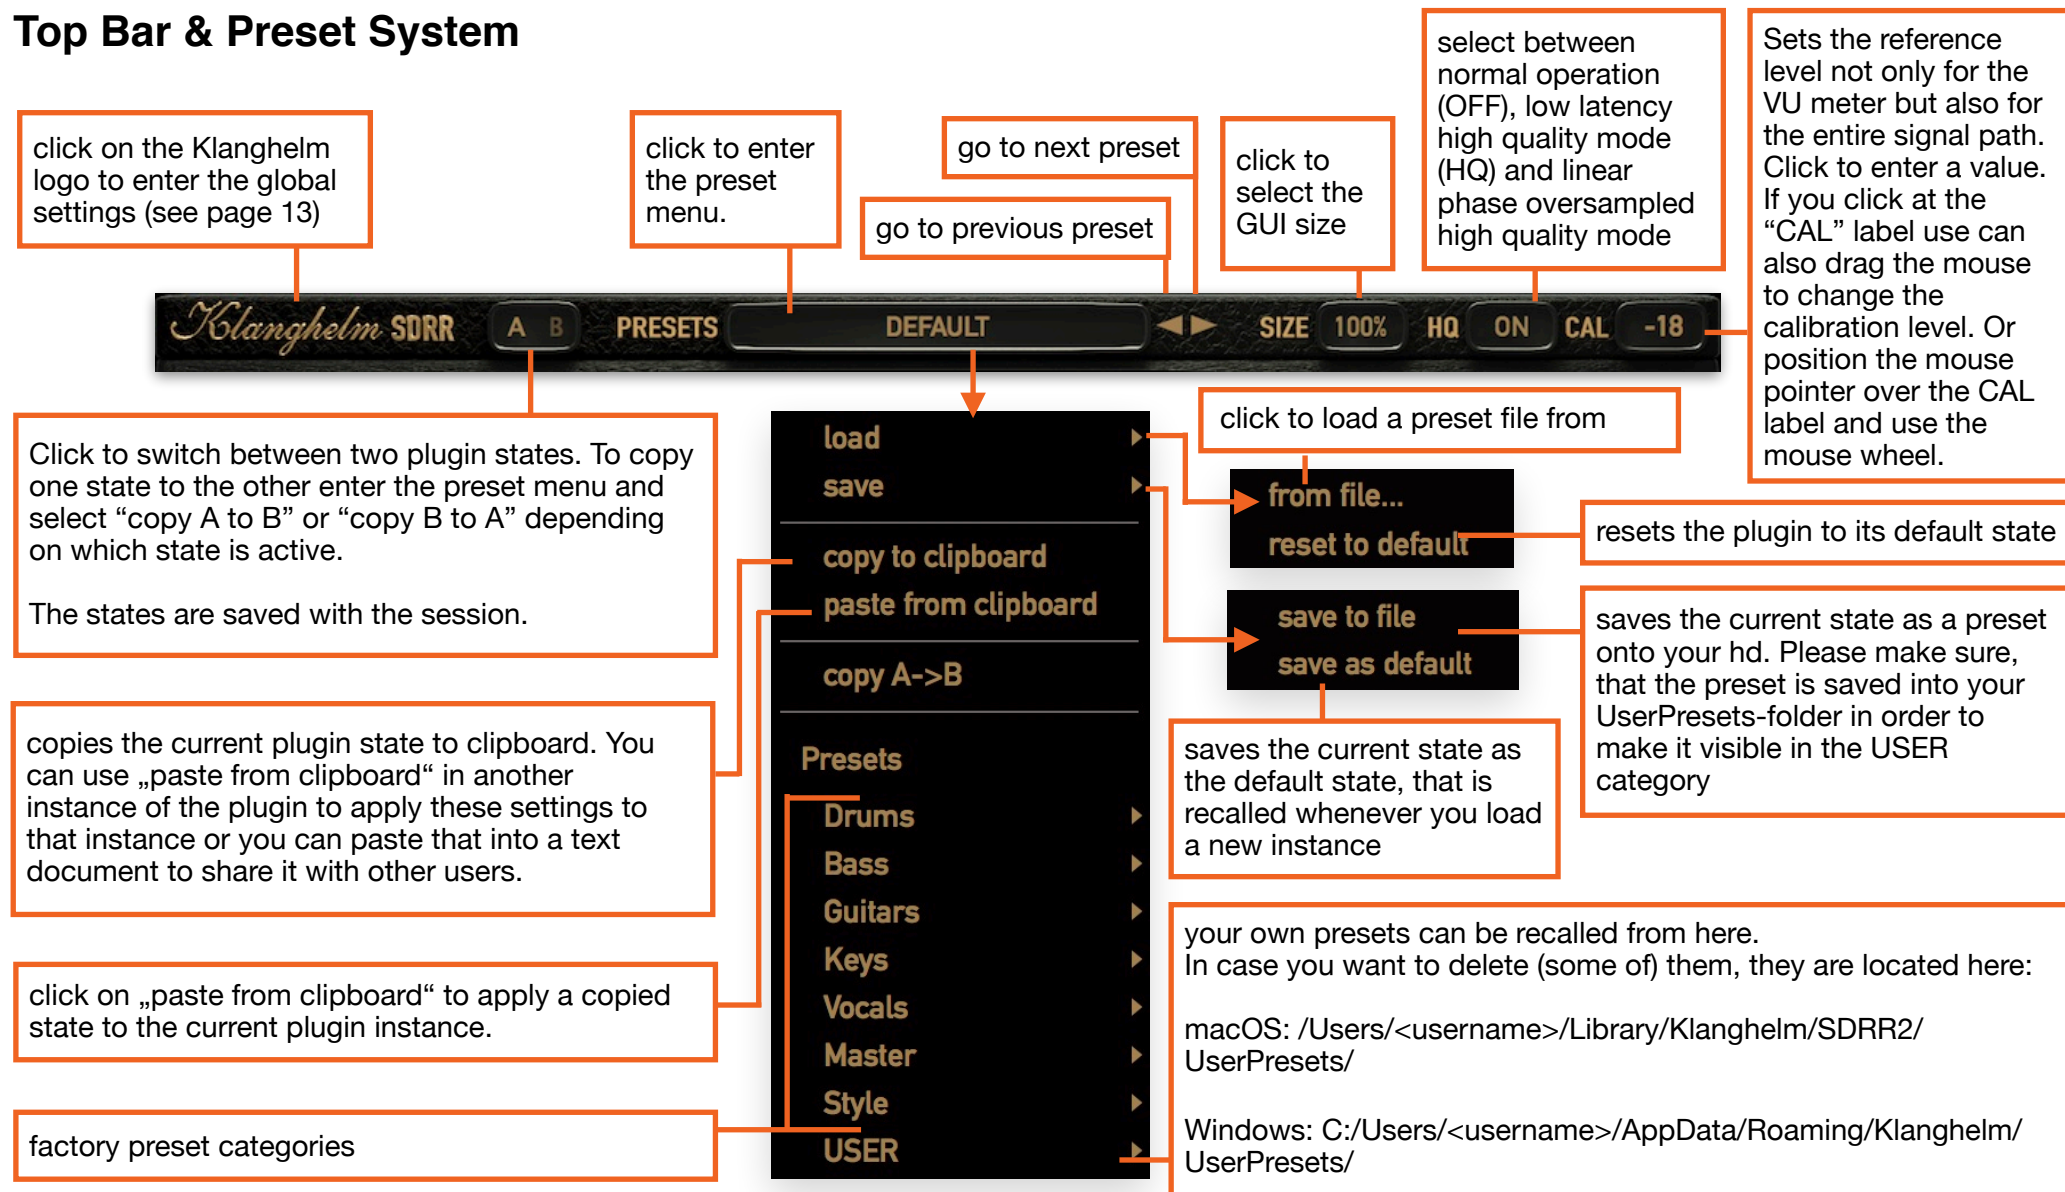 Top Bar & Preset System
click on the Klanghelm
logo to enter the global
settings (see page 13)
click to enter
the preset
menu.
go to next preset
go to previous preset
click to
select the
GUI size
select between
normal operation
(OFF), low latency
high quality mode
(HQ) and linear
phase oversampled
high quality mode
Sets the reference
level not only for the
VU meter but also for
the entire signal path.
Click to enter a value.
If you click at the
“CAL” label use can
also drag the mouse
to change the
calibration level. Or
position the mouse
pointer over the CAL
label and use the
mouse wheel.
Klanghelm SDRR A B PRESETS DEFAULT SIZE 100% HQ ON CAL -18
Click to switch between two plugin states. To copy
one state to the other enter the preset menu and
select “copy A to B” or “copy B to A” depending
on which state is active.
The states are saved with the session.
copies the current plugin state to clipboard. You
can use „paste from clipboard“ in another
instance of the plugin to apply these settings to
that instance or you can paste that into a text
document to share it with other users.
click on „paste from clipboard“ to apply a copied
state to the current plugin instance.
factory preset categories
load
save
copy to clipboard
paste from clipboard
copy A->B
Presets
Drums
Bass
Guitars
Keys
Vocals
Master
Style
USER
click to load a preset file from
from file...
reset to default
resets the plugin to its default state
save to file
save as default
saves the current state as a preset
onto your hd. Please make sure,
that the preset is saved into your
UserPresets-folder in order to
make it visible in the USER
category
saves the current state as
the default state, that is
recalled whenever you load
a new instance
your own presets can be recalled from here.
In case you want to delete (some of) them, they are located here:
macOS: /Users/<username>/Library/Klanghelm/SDRR2/
UserPresets/
Windows: C:/Users/<username>/AppData/Roaming/Klanghelm/
UserPresets/